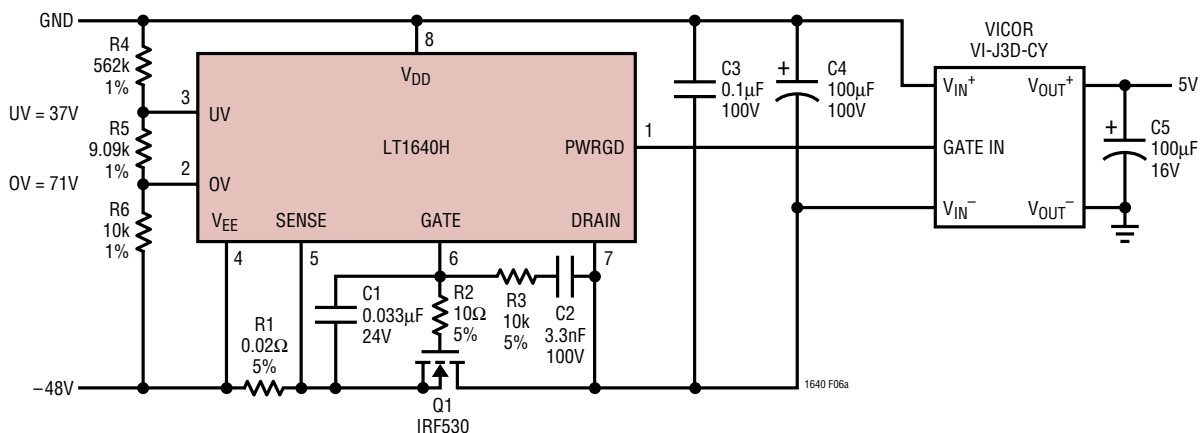 GND
R4
562k
1%
UV = 37V
R5
9.09k
1%
OV = 71V
R6
10k
1%
3
2
8
VDD
UV
OV
LT1640H
PWRGD
1
VEE
SENSE
GATE
DRAIN
4
5
6
7
R1
0.02Ω
5%
C1
0.033µF
24V
R2
10Ω
5%
R3
10k
5%
C2
3.3nF
100V
–48V
Q1
IRF530
C3
0.1µF
100V
+
C4
100µF
100V
VICOR
VI-J3D-CY
VIN+
VOUT+
GATE IN
VIN–
VOUT–
5V
+
C5
100µF
16V
1640 F06a